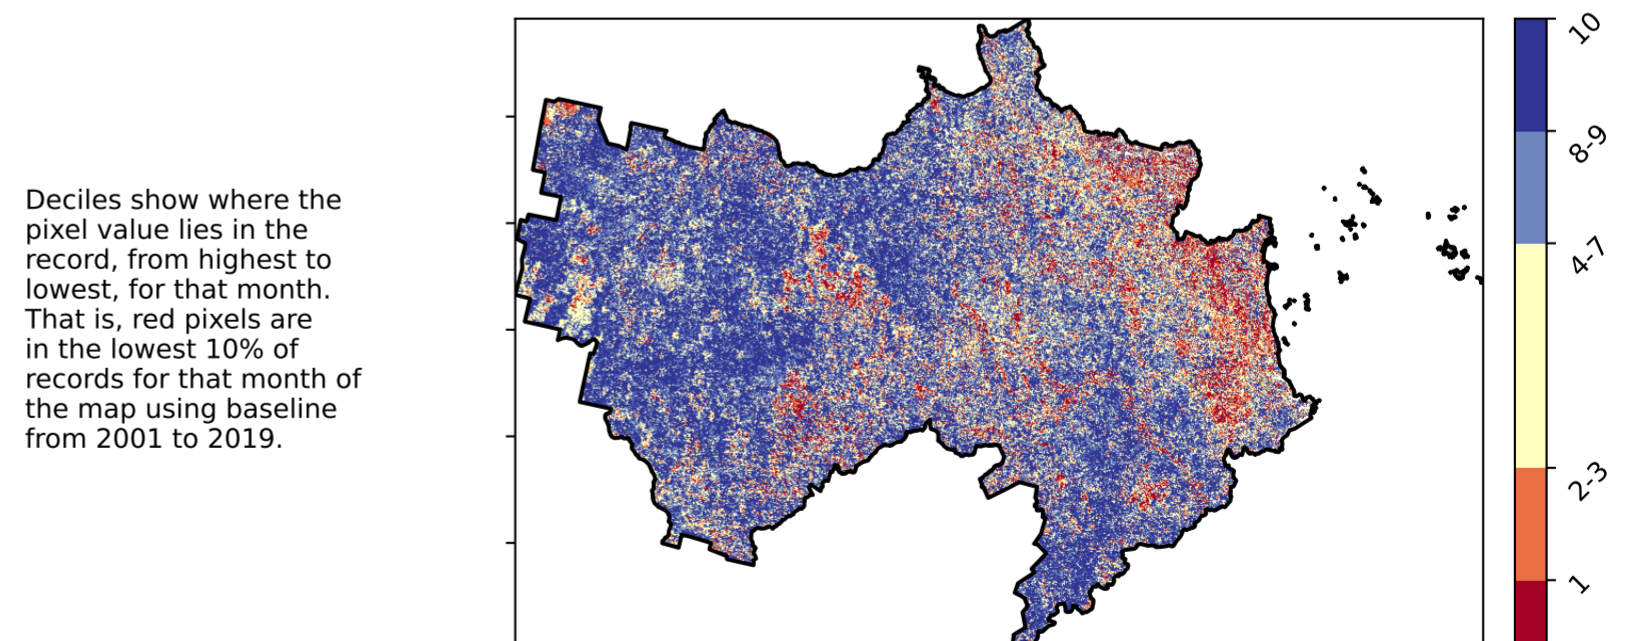 Deciles show where the
pixel value lies in the
record, from highest to
lowest, for that month.
That is, red pixels are
in the lowest 10% of
records for that month of
the map using baseline
from 2001 to 2019.
10
8-9
4-7
2-3
1